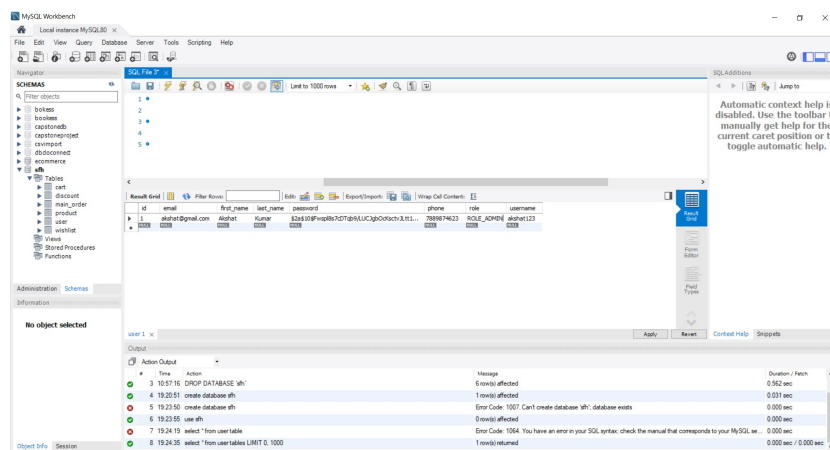 MySQL Workbench
Local instance MySQL80 ×
File Edit View Query Database Server Tools Scripting Help
Navigator
SCHEMAS
Filter objects
bokess
bookess
capstonedb
capstoneproject
csvimport
dbdoconnect
ecommerce
sfh
Tables
cart
discount
main_order
product
user
wishlist
Views
Stored Procedures
Functions
Administration Schemas
Information
No object selected
Object Info Session
SQL File 3* ×
Limit to 1000 rows
1
2
3
4
5
Result Grid Filter Rows: Edit: Export/Import: Wrap Cell Content:
id email first_name last_name password phone role username
1 akshat@gmail.com Akshat Kumar 7889874623 ROLE_ADMIN akshat123
NULL NULL NULL NULL NULL NULL NULL NULL
Result Grid
Form Editor
Field Types
user 1 ×
Apply Revert
SQLAdditions
Jump to
Automatic context help is
disabled. Use the toolbar
manually get help for the
current caret position or
toggle automatic help.
Context Help Snippets
Output
Action Output
# Time Action Message Duration / Fetch
3 10:57:16 DROP DATABASE `sfh` 6 row(s) affected 0.562 sec
4 19:20:51 create database sfh 1 row(s) affected 0.031 sec
5 19:23:50 create database sfh Error Code: 1007. Can't create database 'sfh'; database exists 0.000 sec
6 19:23:55 use sfh 0 row(s) affected 0.000 sec
7 19:24:19 select * from user table Error Code: 1064. You have an error in your SQL syntax; check the manual that corresponds to your MySQL se... 0.000 sec
8 19:24:35 select * from user tables LIMIT 0, 1000 1 row(s) returned 0.000 sec / 0.000 sec